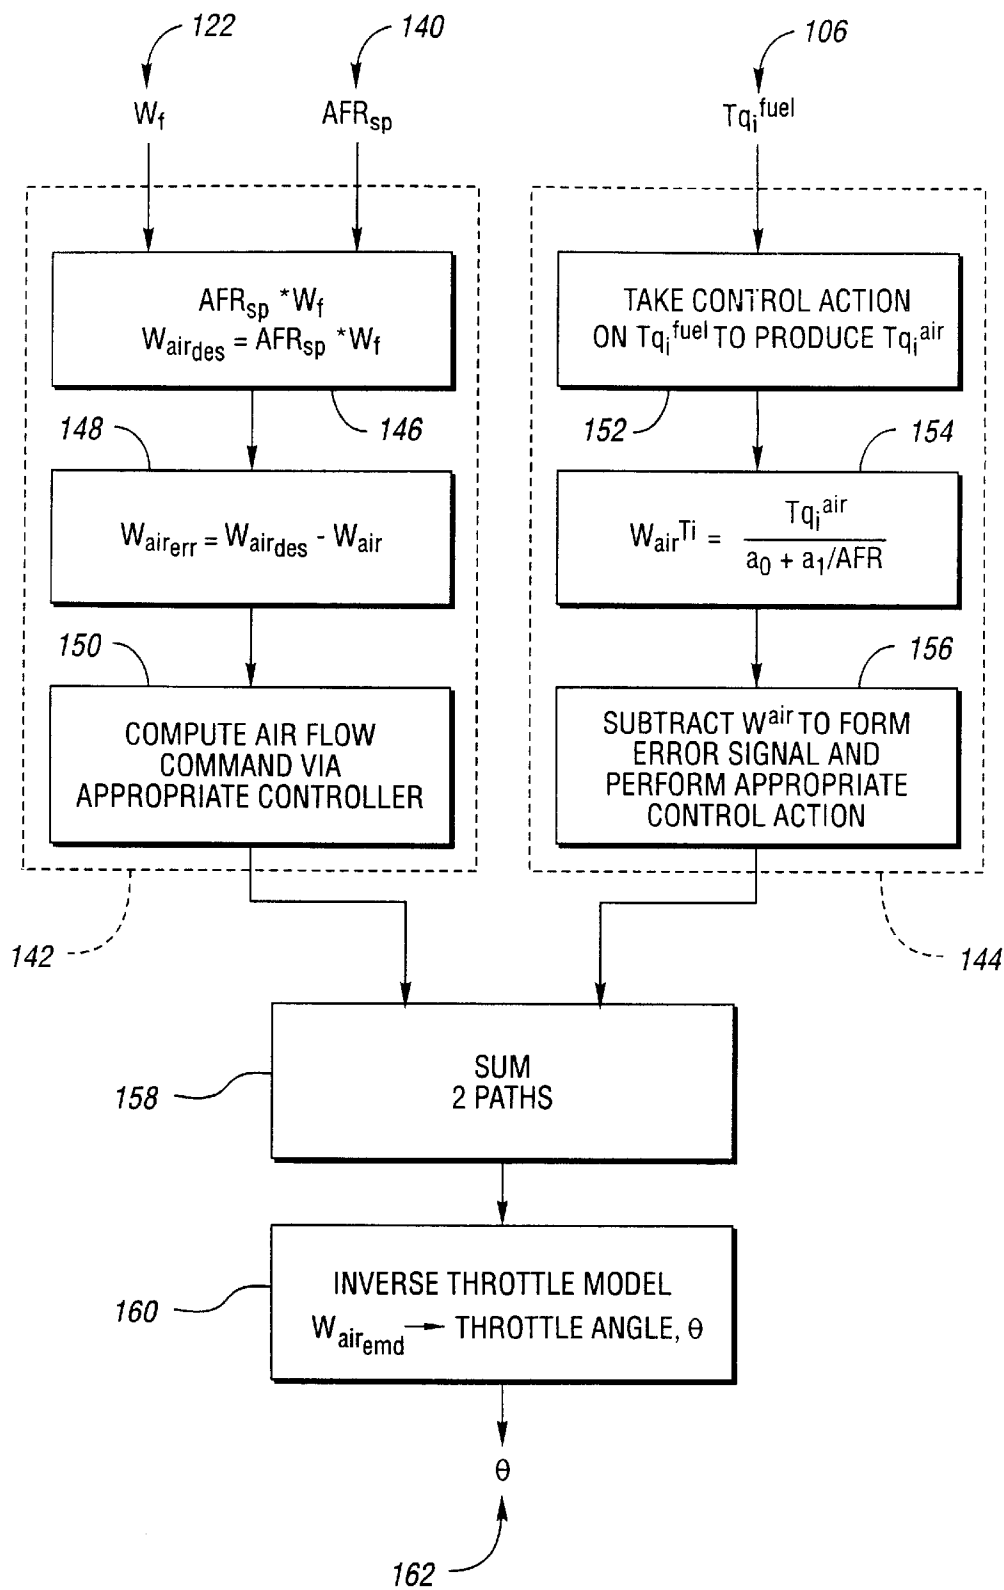 122
140
106
W_f
AFR_sp
Tq_i^fuel
AFR_sp *W_f
W_air_des = AFR_sp *W_f
146
148
W_air_err = W_air_des - W_air
150
COMPUTE AIR FLOW
COMMAND VIA
APPROPRIATE CONTROLLER
142
TAKE CONTROL ACTION
ON Tq_i^fuel TO PRODUCE Tq_i^air
152
154
W_air^Ti = Tq_i^air
a_0 + a_1/AFR
156
SUBTRACT W^air TO FORM
ERROR SIGNAL AND
PERFORM APPROPRIATE
CONTROL ACTION
144
SUM
2 PATHS
158
INVERSE THROTTLE MODEL
W_air_emd → THROTTLE ANGLE, θ
160
θ
162